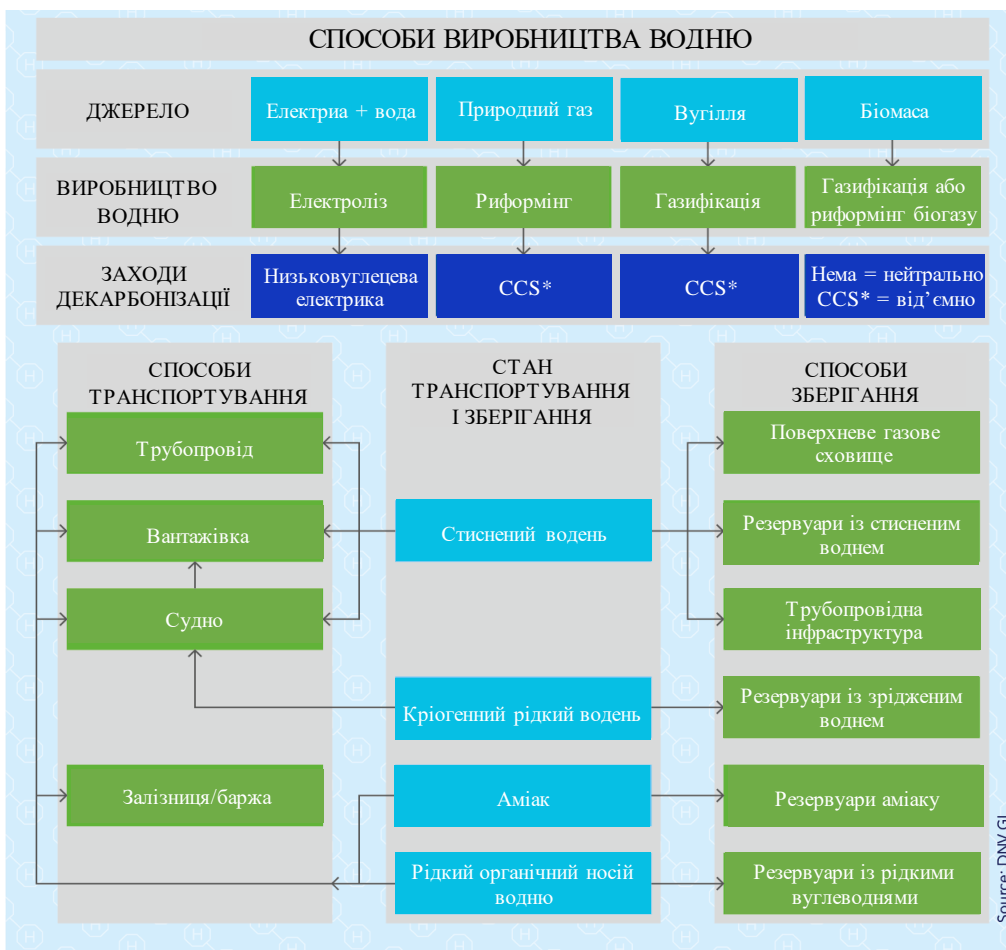 СПОСОБИ ВИРОБНИЦТВА ВОДНЮ
ДЖЕРЕЛО
Електриа + вода
Природний газ
Вугілля
Біомаса
ВИРОБНИЦТВО
ВОДНЮ
Електроліз
Риформінг
Газифікація
Газифікація або
риформінг біогазу
ЗАХОДИ
ДЕКАРБОНІЗАЦІЇ
Низьковуглецева
електрика
CCS*
CCS*
Нема = нейтрально
CCS* = від’ємно
СПОСОБИ
ТРАНСПОРТУВАННЯ
Трубопровід
Вантажівка
Судно
Залізниця/баржа
СТАН
ТРАНСПОРТУВАННЯ
І ЗБЕРІГАННЯ
Стиснений водень
Кріогенний рідкий водень
Аміак
Рідкий органічний носій
водню
СПОСОБИ
ЗБЕРІГАННЯ
Поверхневе газове
сховище
Резервуари із стисненим
воднем
Трубопровідна
інфраструктура
Резервуари із зрідженим
воднем
Резервуари аміаку
Резервуари із рідкими
вуглеводнями
Source: DNV GL